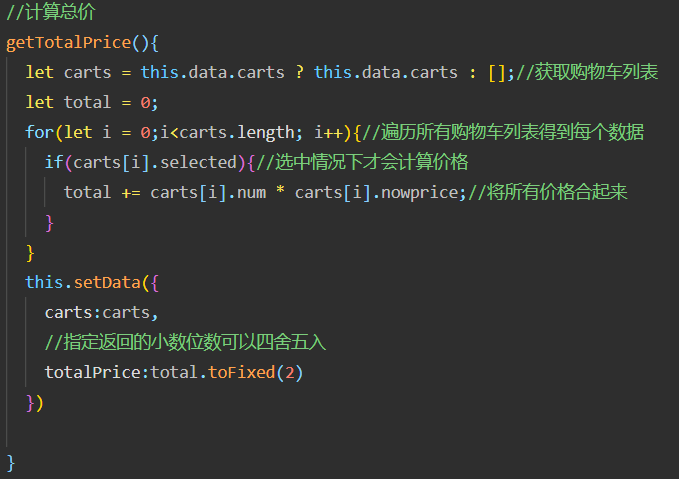 //计算总价
getTotalPrice(){
let carts = this.data.carts ? this.data.carts : [];//获取购物车列表
let total = 0;
for(let i = 0;i<carts.length; i++){//遍历所有购物车列表得到每个数据
if(carts[i].selected){//选中情况下才会计算价格
total += carts[i].num * carts[i].nowprice;//将所有价格合起来
}
}
this.setData({
carts:carts,
//指定返回的小数位数可以四舍五入
totalPrice:total.toFixed(2)
})
}